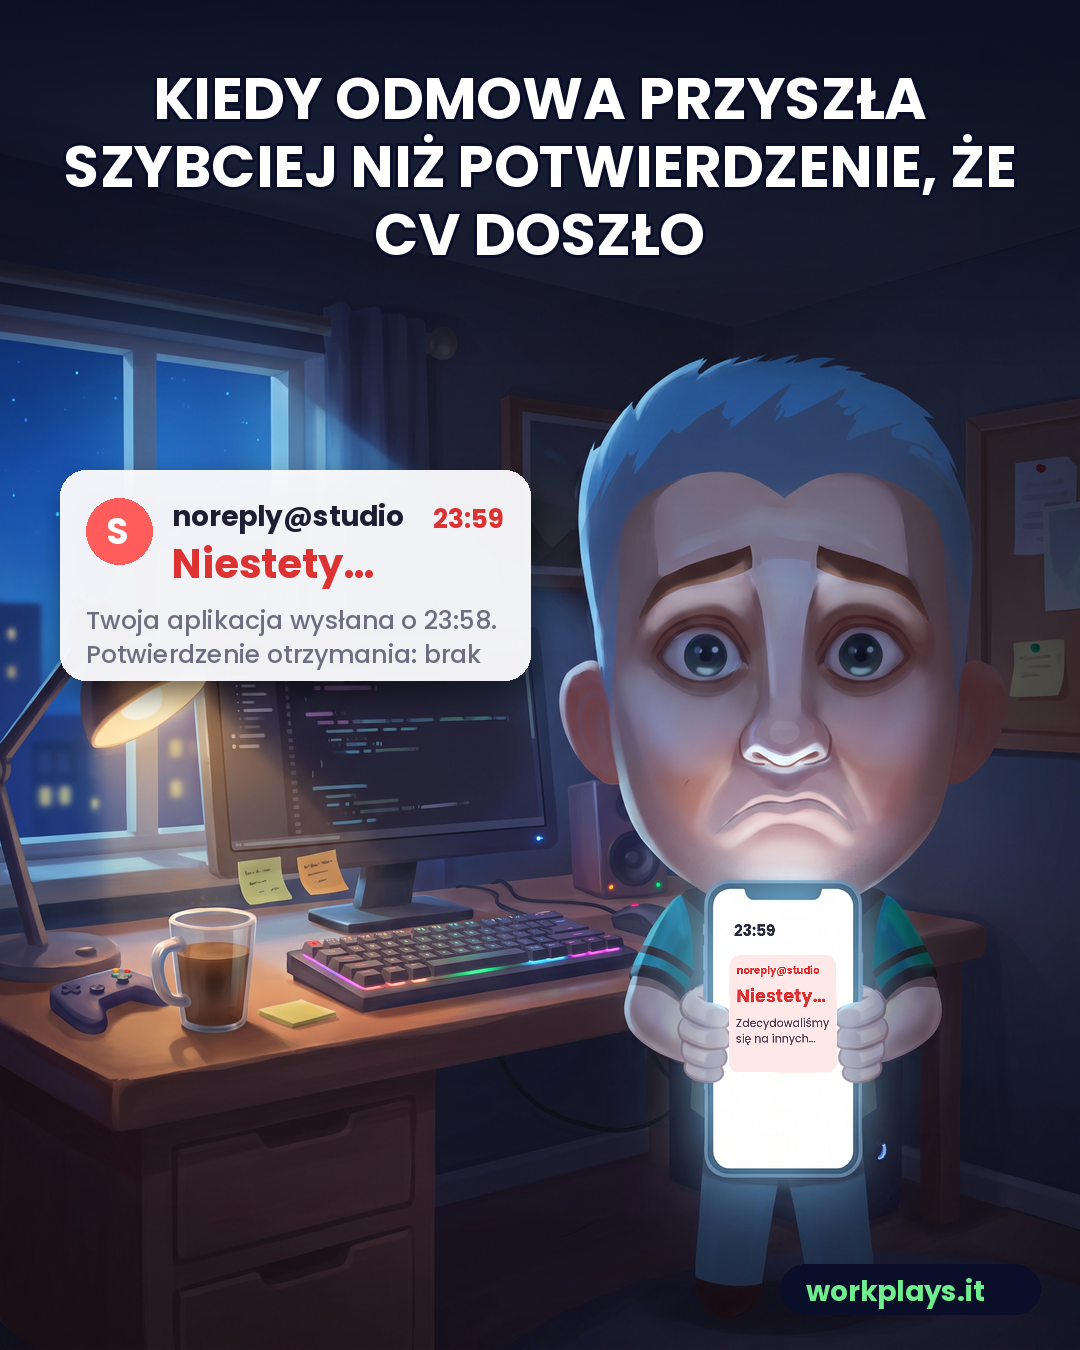 KIEDY ODMOWA PRZYSZŁA
SZYBCIEJ NIŻ POTWIERDZENIE, ŻE
CV DOSZŁO
S
noreply@studio 23:59
Niestety...
Twoja aplikacja wysłana o 23:58.
Potwierdzenie otrzymania: brak
23:59
noreply@studio
Niestety...
Zdecydowaliśmy
się na innych...
workplays.it